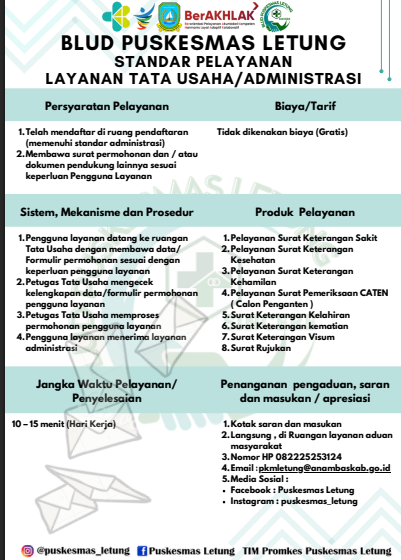 BerAKHLAK
BLUD PUSKESMAS LETUNG
STANDAR PELAYANAN
LAYANAN TATA USAHA/ADMINISTRASI
Persyaratan Pelayanan
1. Telah mendaftar di ruang pendaftaran
(memenuhi standar administrasi)
2. Membawa surat permohonan dan / atau
dokumen pendukung lainnya sesuai
keperluan Pengguna Layanan
Biaya/Tarif
Tidak dikenakan biaya (Gratis)
Sistem, Mekanisme dan Prosedur
1. Pengguna layanan datang ke ruangan
Tata Usaha dengan membawa data/
Formulir permohonan sesuai dengan
keperluan pengguna layanan
2. Petugas Tata Usaha mengecek
kelengkapan data/formulir permohonan
pengguna layanan
3. Petugas Tata Usaha memproses
permohonan pengguna layanan
4. Pengguna layanan menerima layanan
administrasi
Produk Pelayanan
1. Pelayanan Surat Keterangan Sakit
2. Pelayanan Surat Keterangan
Kesehatan
3. Pelayanan Surat Keterangan
Kehamilan
4. Pelayanan Surat Pemeriksaan CATEN
( Calon Penganten )
5. Surat Keterangan Kelahiran
6. Surat Keterangan kematian
7. Surat Keterangan Visum
8. Surat Rujukan
Jangka Waktu Pelayanan/
Penyelesaian
10 – 15 menit (Hari Kerja)
Penanganan pengaduan, saran
dan masukan / apresiasi
1. Kotak saran dan masukan
2. Langsung , di Ruangan layanan aduan
masyarakat
3. Nomor HP 082225253124
4. Email : pkmletung@anambaskab.go.id
5. Media Sosial :
• Facebook : Puskesmas Letung
• Instagram : puskesmas_letung
@puskesmas_letung Puskesmas Letung TIM Promkes Puskesmas Letung